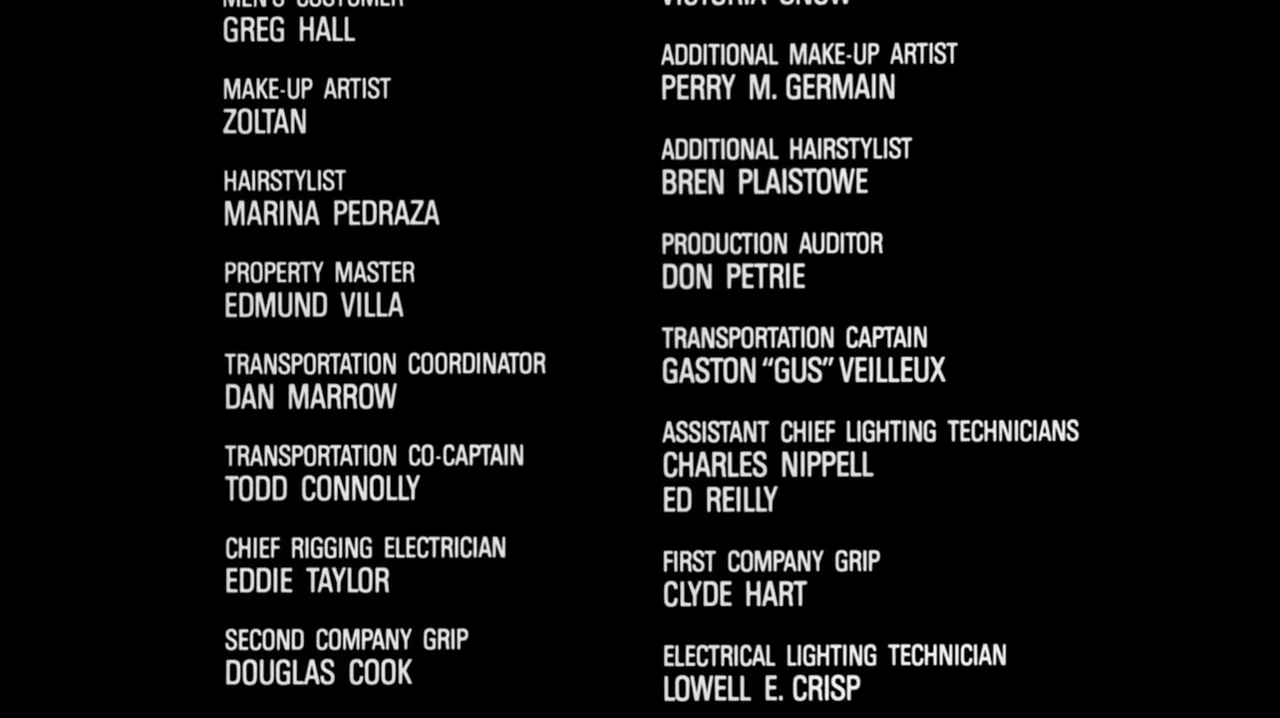 MEN'S COSTUMER
GREG HALL
MAKE-UP ARTIST
ZOLTAN
HAIRSTYLIST
MARINA PEDRAZA
PROPERTY MASTER
EDMUND VILLA
TRANSPORTATION COORDINATOR
DAN MARROW
TRANSPORTATION CO-CAPTAIN
TODD CONNOLLY
CHIEF RIGGING ELECTRICIAN
EDDIE TAYLOR
SECOND COMPANY GRIP
DOUGLAS COOK
VICTORIA SNOW
ADDITIONAL MAKE-UP ARTIST
PERRY M. GERMAIN
ADDITIONAL HAIRSTYLIST
BREN PLAISTOWE
PRODUCTION AUDITOR
DON PETRIE
TRANSPORTATION CAPTAIN
GASTON “GUS” VEILLEUX
ASSISTANT CHIEF LIGHTING TECHNICIANS
CHARLES NIPPELL
ED REILLY
FIRST COMPANY GRIP
CLYDE HART
ELECTRICAL LIGHTING TECHNICIAN
LOWELL E. CRISP